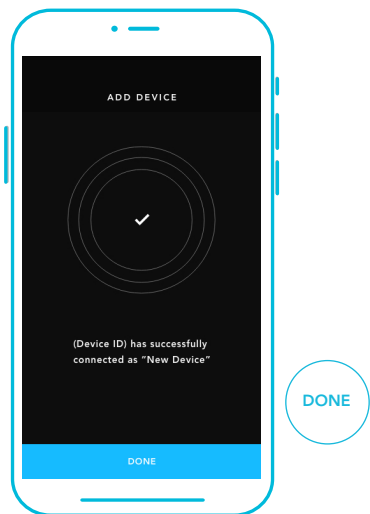 ADD DEVICE
(Device ID) has successfully
connected as “New Device”
DONE
DONE